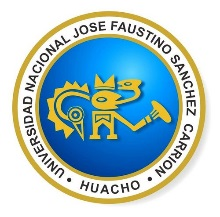 UNIVERSIDAD NACIONAL JOSE FAUSTINO SANCHEZ CARRION
• HUACHO •